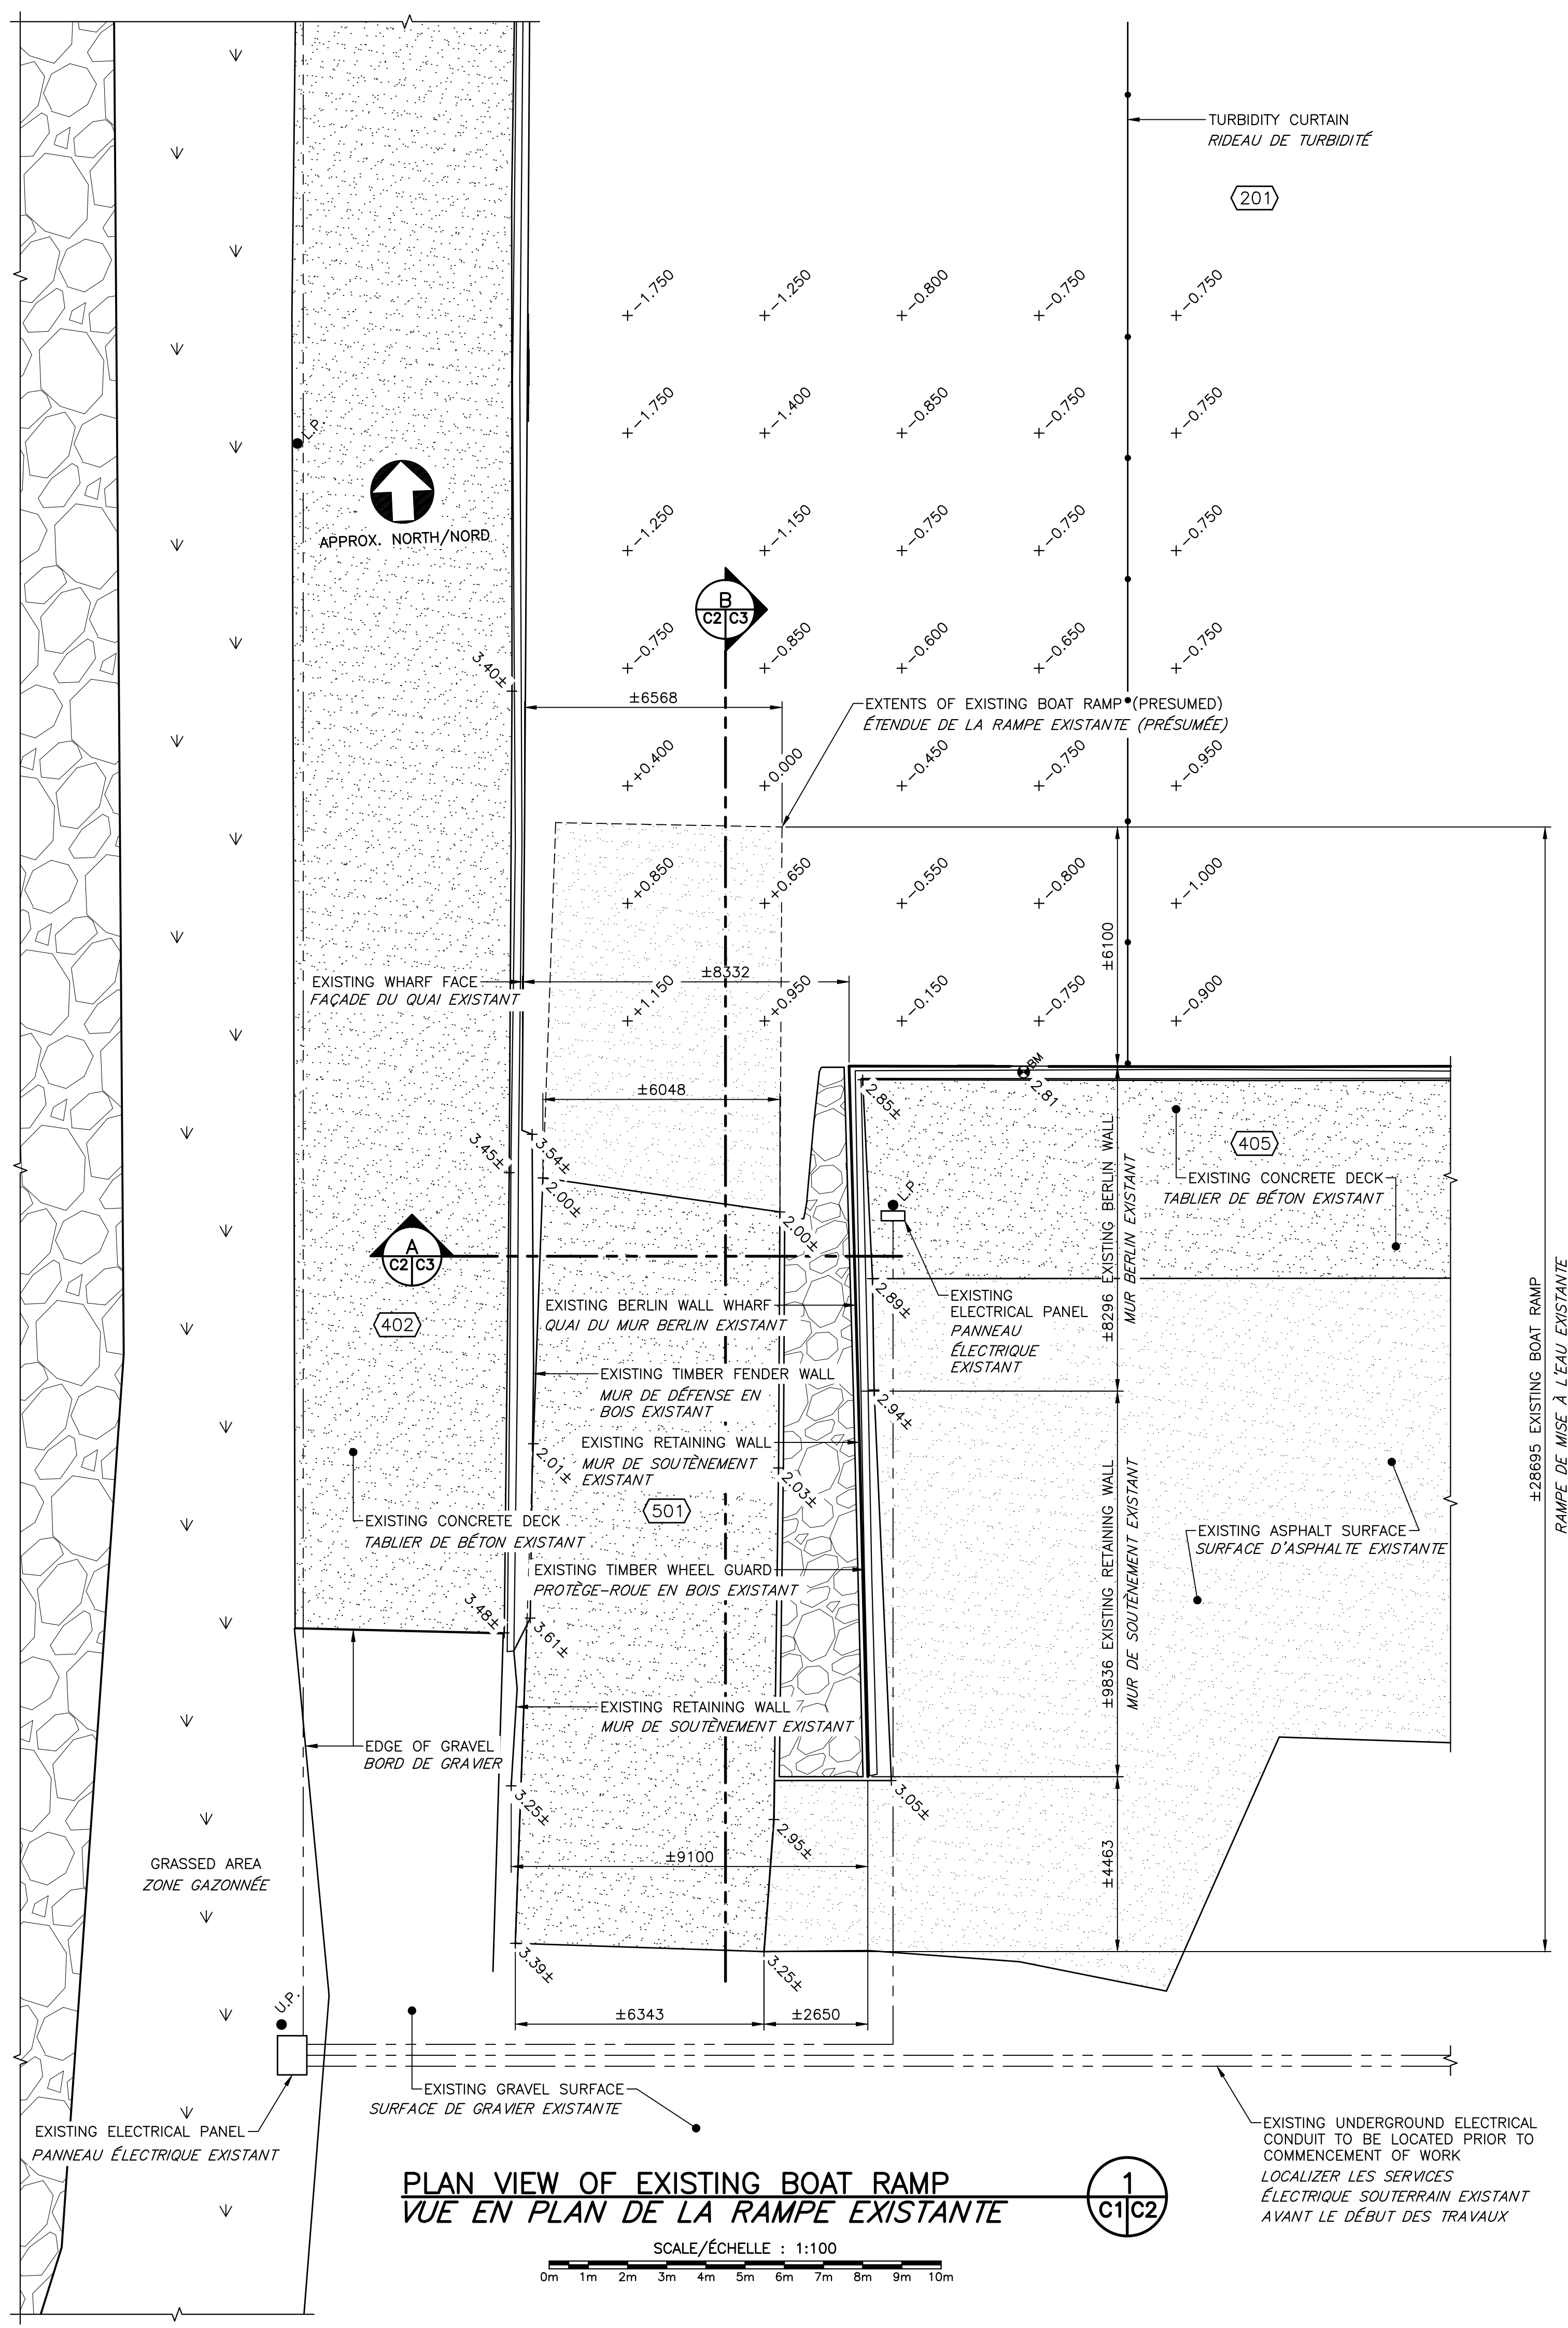 TURBIDITY CURTAIN
RIDEAU DE TURBIDITÉ
201
-1.750
-1.250
-0.800
-0.750
-0.750
-1.750
-1.400
-0.850
-0.750
-0.750
L.P.
APPROX. NORTH/NORD
-1.250
-1.150
-0.750
-0.750
-0.750
B
C2 C3
-0.750
-0.850
-0.600
-0.650
-0.750
3.40±
±6568
EXTENTS OF EXISTING BOAT RAMP (PRESUMED)
ÉTENDUE DE LA RAMPE EXISTANTE (PRÉSUMÉE)
+0.400
0.000
-0.450
-0.750
-0.950
+0.850
+0.650
-0.550
-0.800
-1.000
±6100
EXISTING WHARF FACE
FAÇADE DU QUAI EXISTANT
±8332
+1.150
+0.950
-0.150
-0.750
-0.900
BM
2.81
2.85±
±6048
405
EXISTING CONCRETE DECK
TABLIER DE BÉTON EXISTANT
3.45±
3.54±
2.00±
2.00±
L.P.
A
C2 C3
402
2.89±
EXISTING BERLIN WALL WHARF
QUAI DU MUR BERLIN EXISTANT
EXISTING
ELECTRICAL PANEL
PANNEAU
ÉLECTRIQUE
EXISTANT
±8296 EXISTING BERLIN WALL
MUR BERLIN EXISTANT
EXISTING TIMBER FENDER WALL
MUR DE DÉFENSE EN
BOIS EXISTANT
2.94±
EXISTING RETAINING WALL
MUR DE SOUTÈNEMENT
EXISTANT
2.01±
2.03±
501
±28695 EXISTING BOAT RAMP
RAMPE DE MISE À L'EAU EXISTANTE
EXISTING CONCRETE DECK
TABLIER DE BÉTON EXISTANT
EXISTING ASPHALT SURFACE
SURFACE D'ASPHALTE EXISTANTE
EXISTING TIMBER WHEEL GUARD
PROTÈGE-ROUE EN BOIS EXISTANT
±9836 EXISTING RETAINING WALL
MUR DE SOUTÈNEMENT EXISTANT
3.48±
3.61±
EXISTING RETAINING WALL
MUR DE SOUTÈNEMENT EXISTANT
EDGE OF GRAVEL
BORD DE GRAVIER
3.25±
3.05±
2.95±
±9100
±4463
GRASSED AREA
ZONE GAZONNÉE
3.39±
3.25±
U.P.
±6343
±2650
EXISTING GRAVEL SURFACE
SURFACE DE GRAVIER EXISTANTE
EXISTING ELECTRICAL PANEL
PANNEAU ÉLECTRIQUE EXISTANT
EXISTING UNDERGROUND ELECTRICAL
CONDUIT TO BE LOCATED PRIOR TO
COMMENCEMENT OF WORK
LOCALIZER LES SERVICES
ÉLECTRIQUE SOUTERRAIN EXISTANT
AVANT LE DÉBUT DES TRAVAUX
PLAN VIEW OF EXISTING BOAT RAMP
VUE EN PLAN DE LA RAMPE EXISTANTE
1
C1 C2
SCALE/ÉCHELLE : 1:100
0m 1m 2m 3m 4m 5m 6m 7m 8m 9m 10m